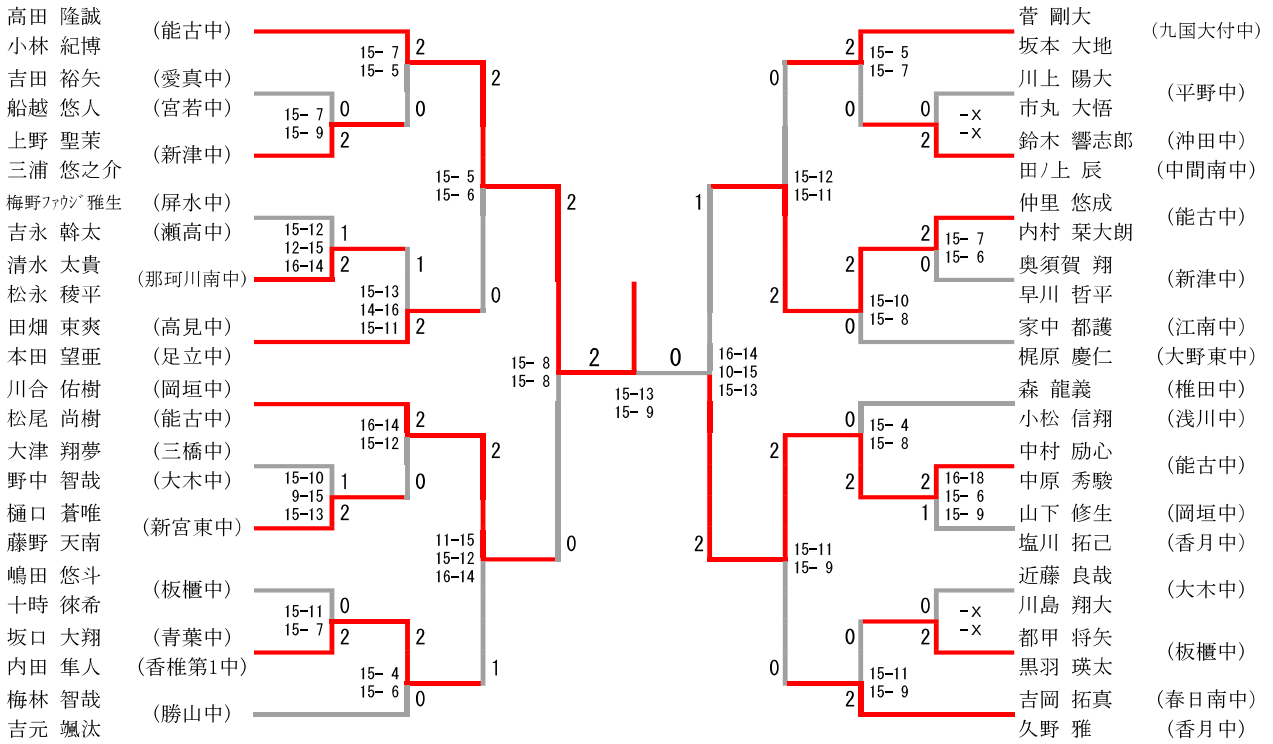 高田 隆誠
小林 紀博
(能古中)
吉田 裕矢 (愛真中)
船越 悠人 (宮若中)
上野 聖茉
三浦 悠之介
(新津中)
梅野ファウジ雅生 (屏水中)
吉永 幹太 (瀬高中)
清水 太貴
松永 稜平
(那珂川南中)
田畑 東爽 (高見中)
本田 望亜 (足立中)
川合 佑樹 (岡垣中)
松尾 尚樹 (能古中)
大津 翔夢 (三橋中)
野中 智哉 (大木中)
樋口 蒼唯
藤野 天南
(新宮東中)
嶋田 悠斗
十時 徠希
(板櫃中)
坂口 大翔 (青葉中)
内田 隼人 (香椎第1中)
梅林 智哉
吉元 颯汰
(勝山中)
15- 7
15- 5
2
0
15- 7
15- 9
0
2
15- 5
15- 6
2
0
15-12
12-15
16-14
1
2
15-13
14-16
15-11
1
2
15- 8
15- 8
2
0
16-14
15-12
2
0
15-10
9-15
15-13
1
2
11-15
15-12
16-14
2
1
15-11
15- 7
0
2
15- 4
15- 6
2
0
2
0
15-13
15- 9
16-14
10-15
15-13
1
2
15-12
15-11
0
2
15- 5
15- 7
2
0
-X
-X
0
2
15- 7
15- 6
2
0
15-10
15- 8
2
0
15-11
15- 9
2
0
15- 4
15- 8
0
2
16-18
15- 6
15- 9
2
1
-X
-X
0
2
15-11
15- 9
0
2
菅 剛大
坂本 大地
(九国大付中)
川上 陽大
市丸 大悟
(平野中)
鈴木 響志郎 (沖田中)
田ノ上 辰 (中間南中)
仲里 悠成
内村 栞大朗
(能古中)
奥須賀 翔
早川 哲平
(新津中)
家中 都護 (江南中)
梶原 慶仁 (大野東中)
森 龍義 (椎田中)
小松 信翔 (浅川中)
中村 励心
中原 秀駿
(能古中)
山下 修生 (岡垣中)
塩川 拓己 (香月中)
近藤 良哉
川島 翔大
(大木中)
都甲 将矢
黒羽 瑛太
(板櫃中)
吉岡 拓真 (春日南中)
久野 雅 (香月中)